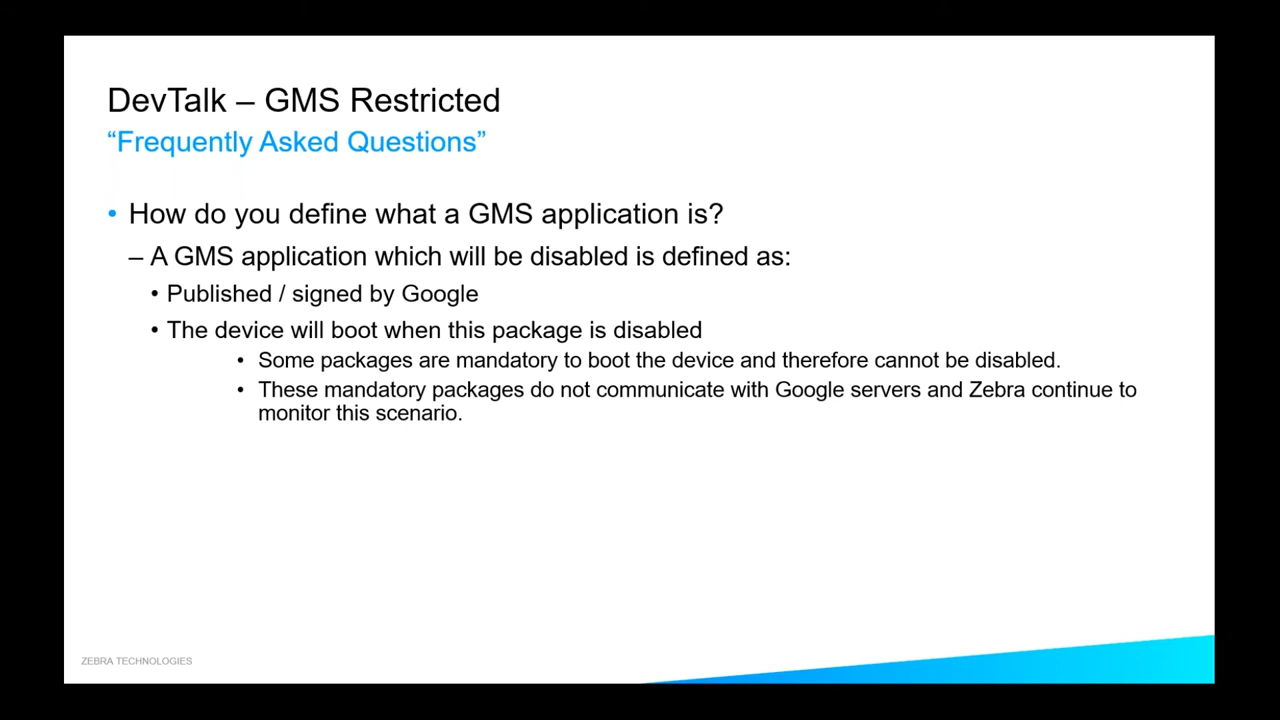 DevTalk – GMS Restricted
“Frequently Asked Questions”
• How do you define what a GMS application is?
– A GMS application which will be disabled is defined as:
• Published / signed by Google
• The device will boot when this package is disabled
• Some packages are mandatory to boot the device and therefore cannot be disabled.
• These mandatory packages do not communicate with Google servers and Zebra continue to
monitor this scenario.
ZEBRA TECHNOLOGIES